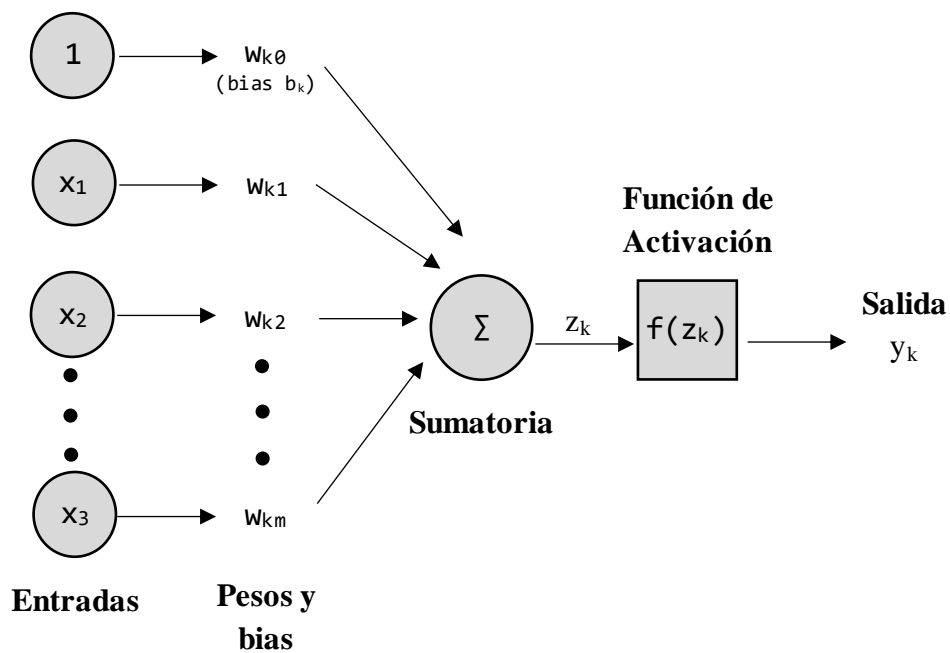 1
Wk0
(bias bk)
x1
Wk1
Función de
Activación
x2
Wk2
Σ
zk
f(zk)
Salida
yk
Sumatoria
x3
Wkm
Entradas
Pesos y
bias